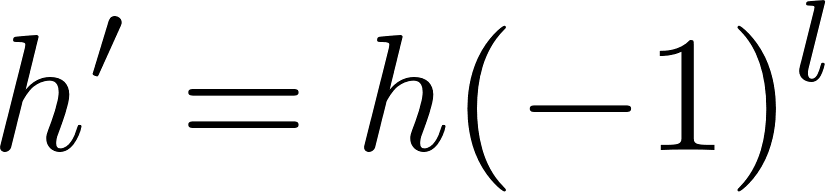 h′ = h(−1)^l